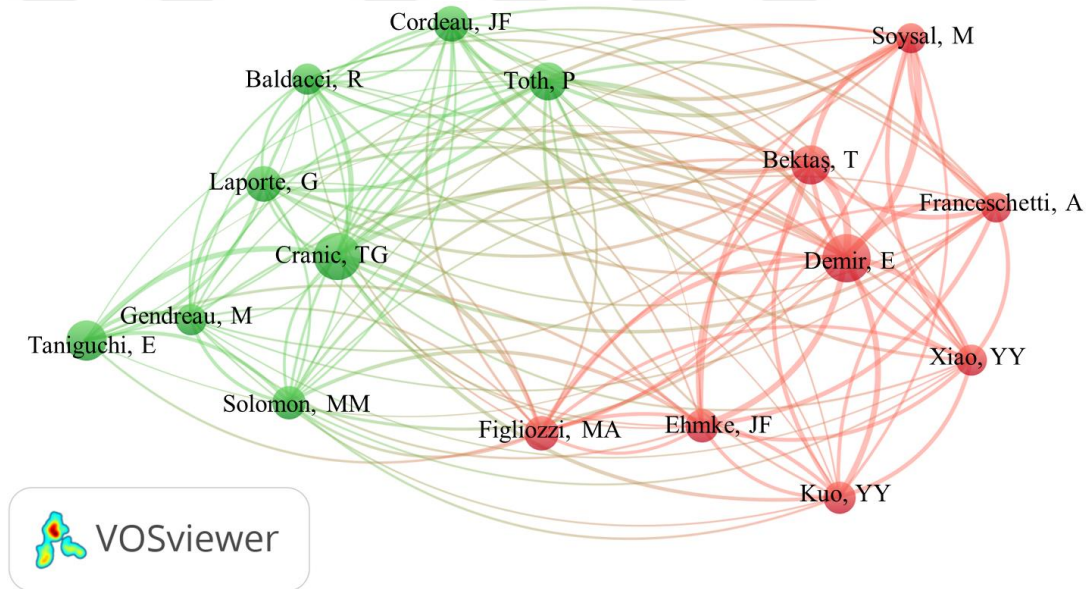 Cordeau, JF
Soysal, M
Baldacci, R
Toth, P
Bektaş, T
Laporte, G
Franceschetti, A
Cranic, TG
Demir, E
Gendreau, M
Taniguchi, E
Xiao, YY
Solomon, MM
Figliozzi, MA
Ehmke, JF
Kuo, YY
VOSviewer